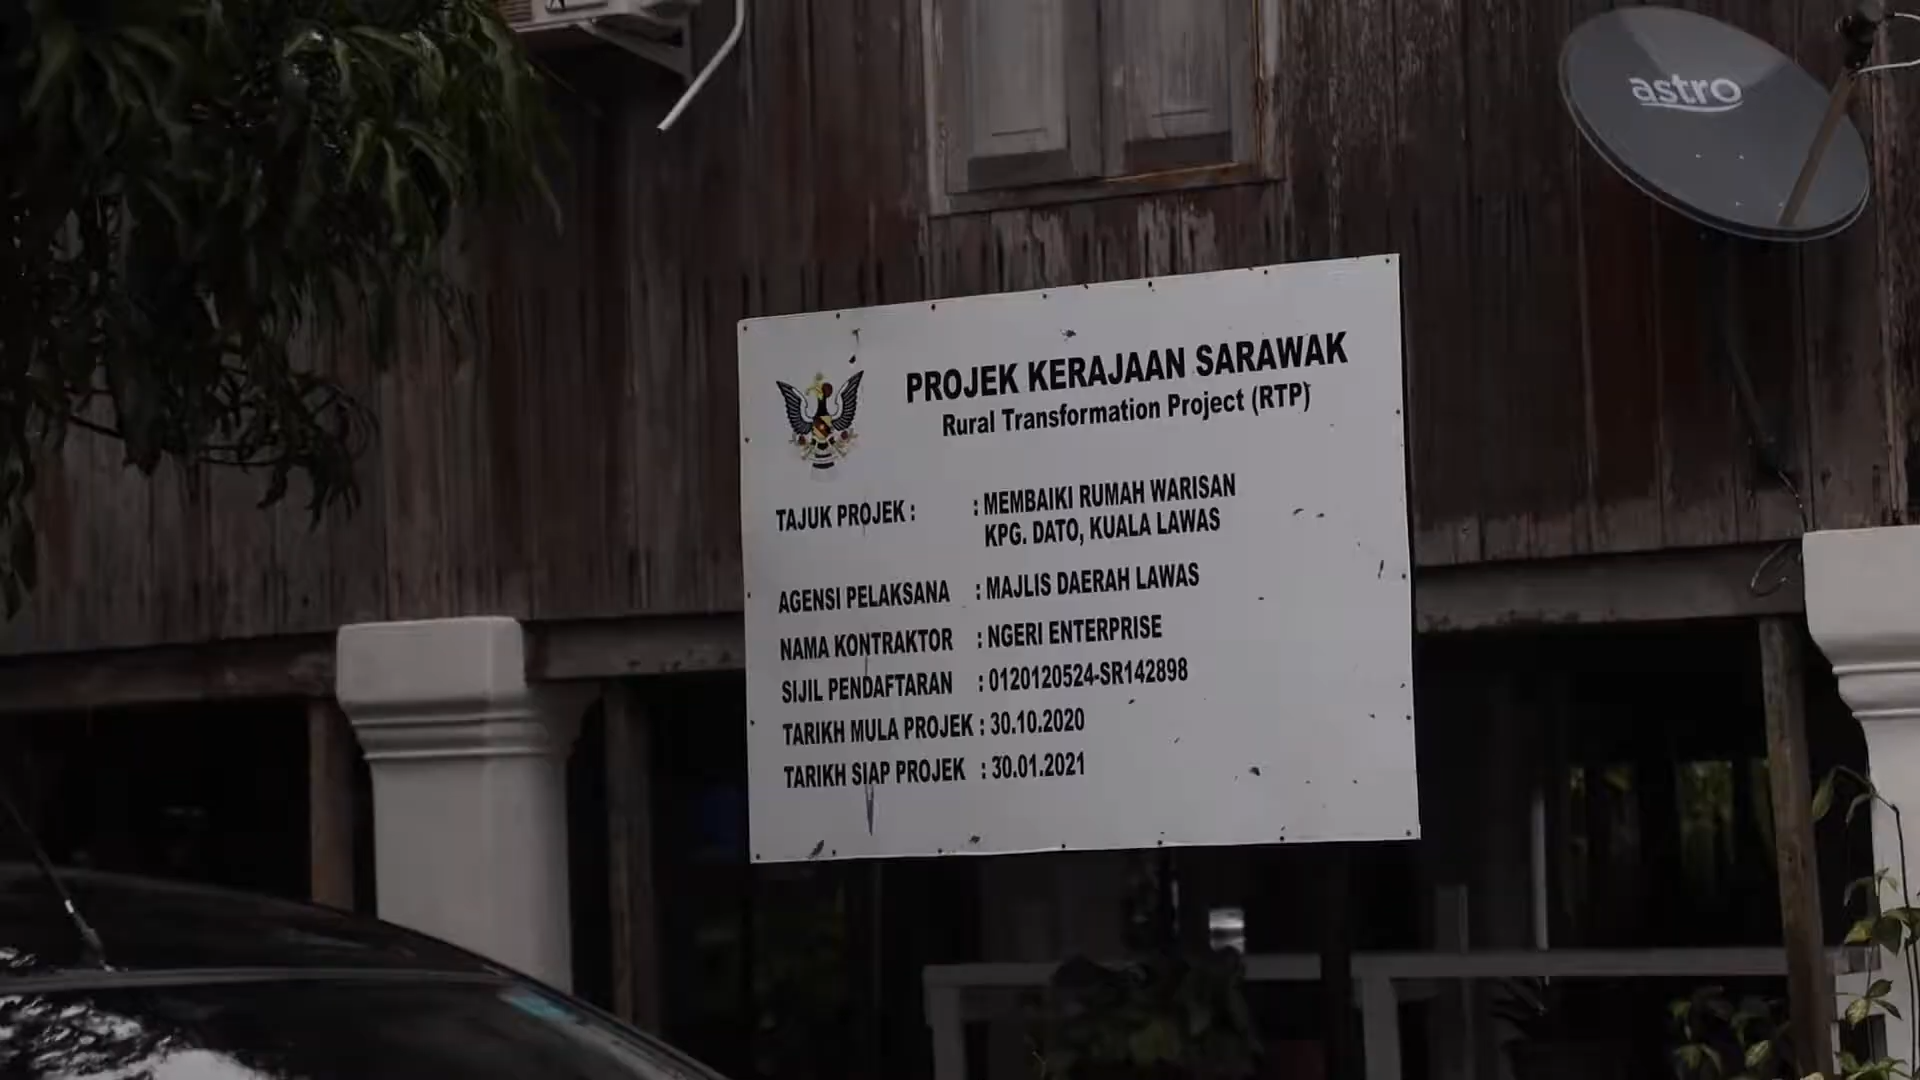 astro
PROJEK KERAJAAN SARAWAK
Rural Transformation Project (RTP)
TAJUK PROJEK : : MEMBAIKI RUMAH WARISAN
KPG. DATO, KUALA LAWAS
AGENSI PELAKSANA : MAJLIS DAERAH LAWAS
NAMA KONTRAKTOR : NGERI ENTERPRISE
SIJIL PENDAFTARAN : 0120120524-SR142898
TARIKH MULA PROJEK : 30.10.2020
TARIKH SIAP PROJEK : 30.01.2021